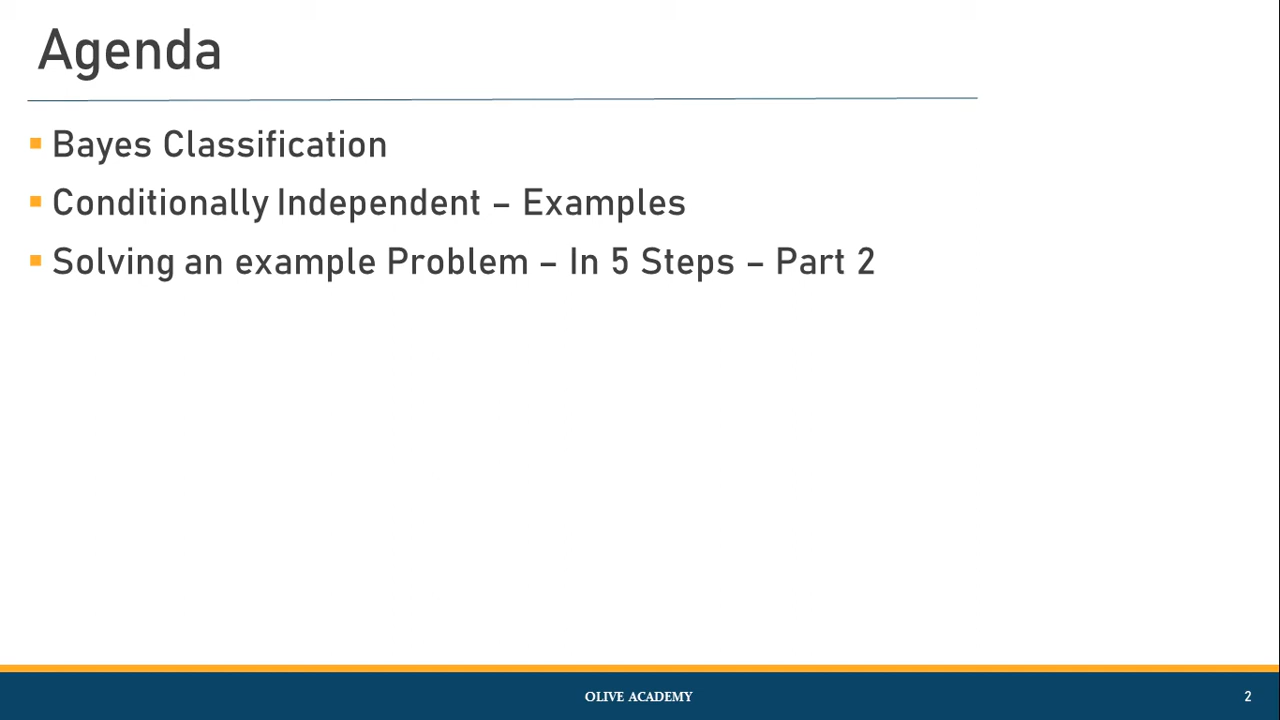 Agenda
Bayes Classification
Conditionally Independent – Examples
Solving an example Problem – In 5 Steps – Part 2
OLIVE ACADEMY
2